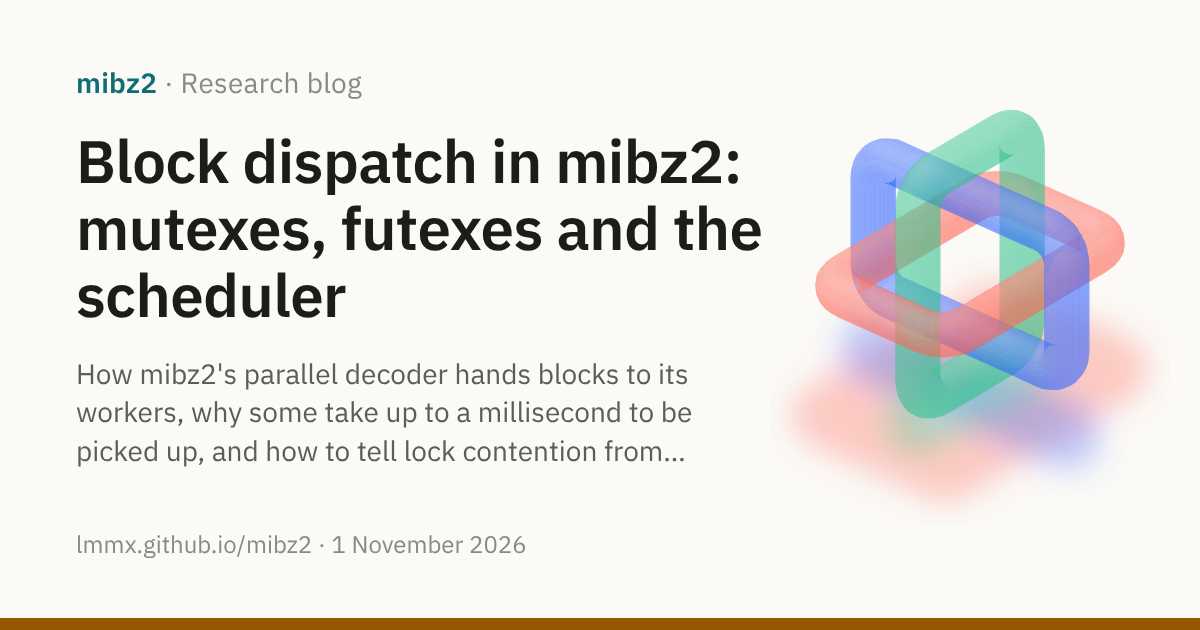 mibz2 · Research blog
Block dispatch in mibz2:
mutexes, futexes and the
scheduler
How mibz2's parallel decoder hands blocks to its
workers, why some take up to a millisecond to be
picked up, and how to tell lock contention from...
lmmx.github.io/mibz2 · 1 November 2026